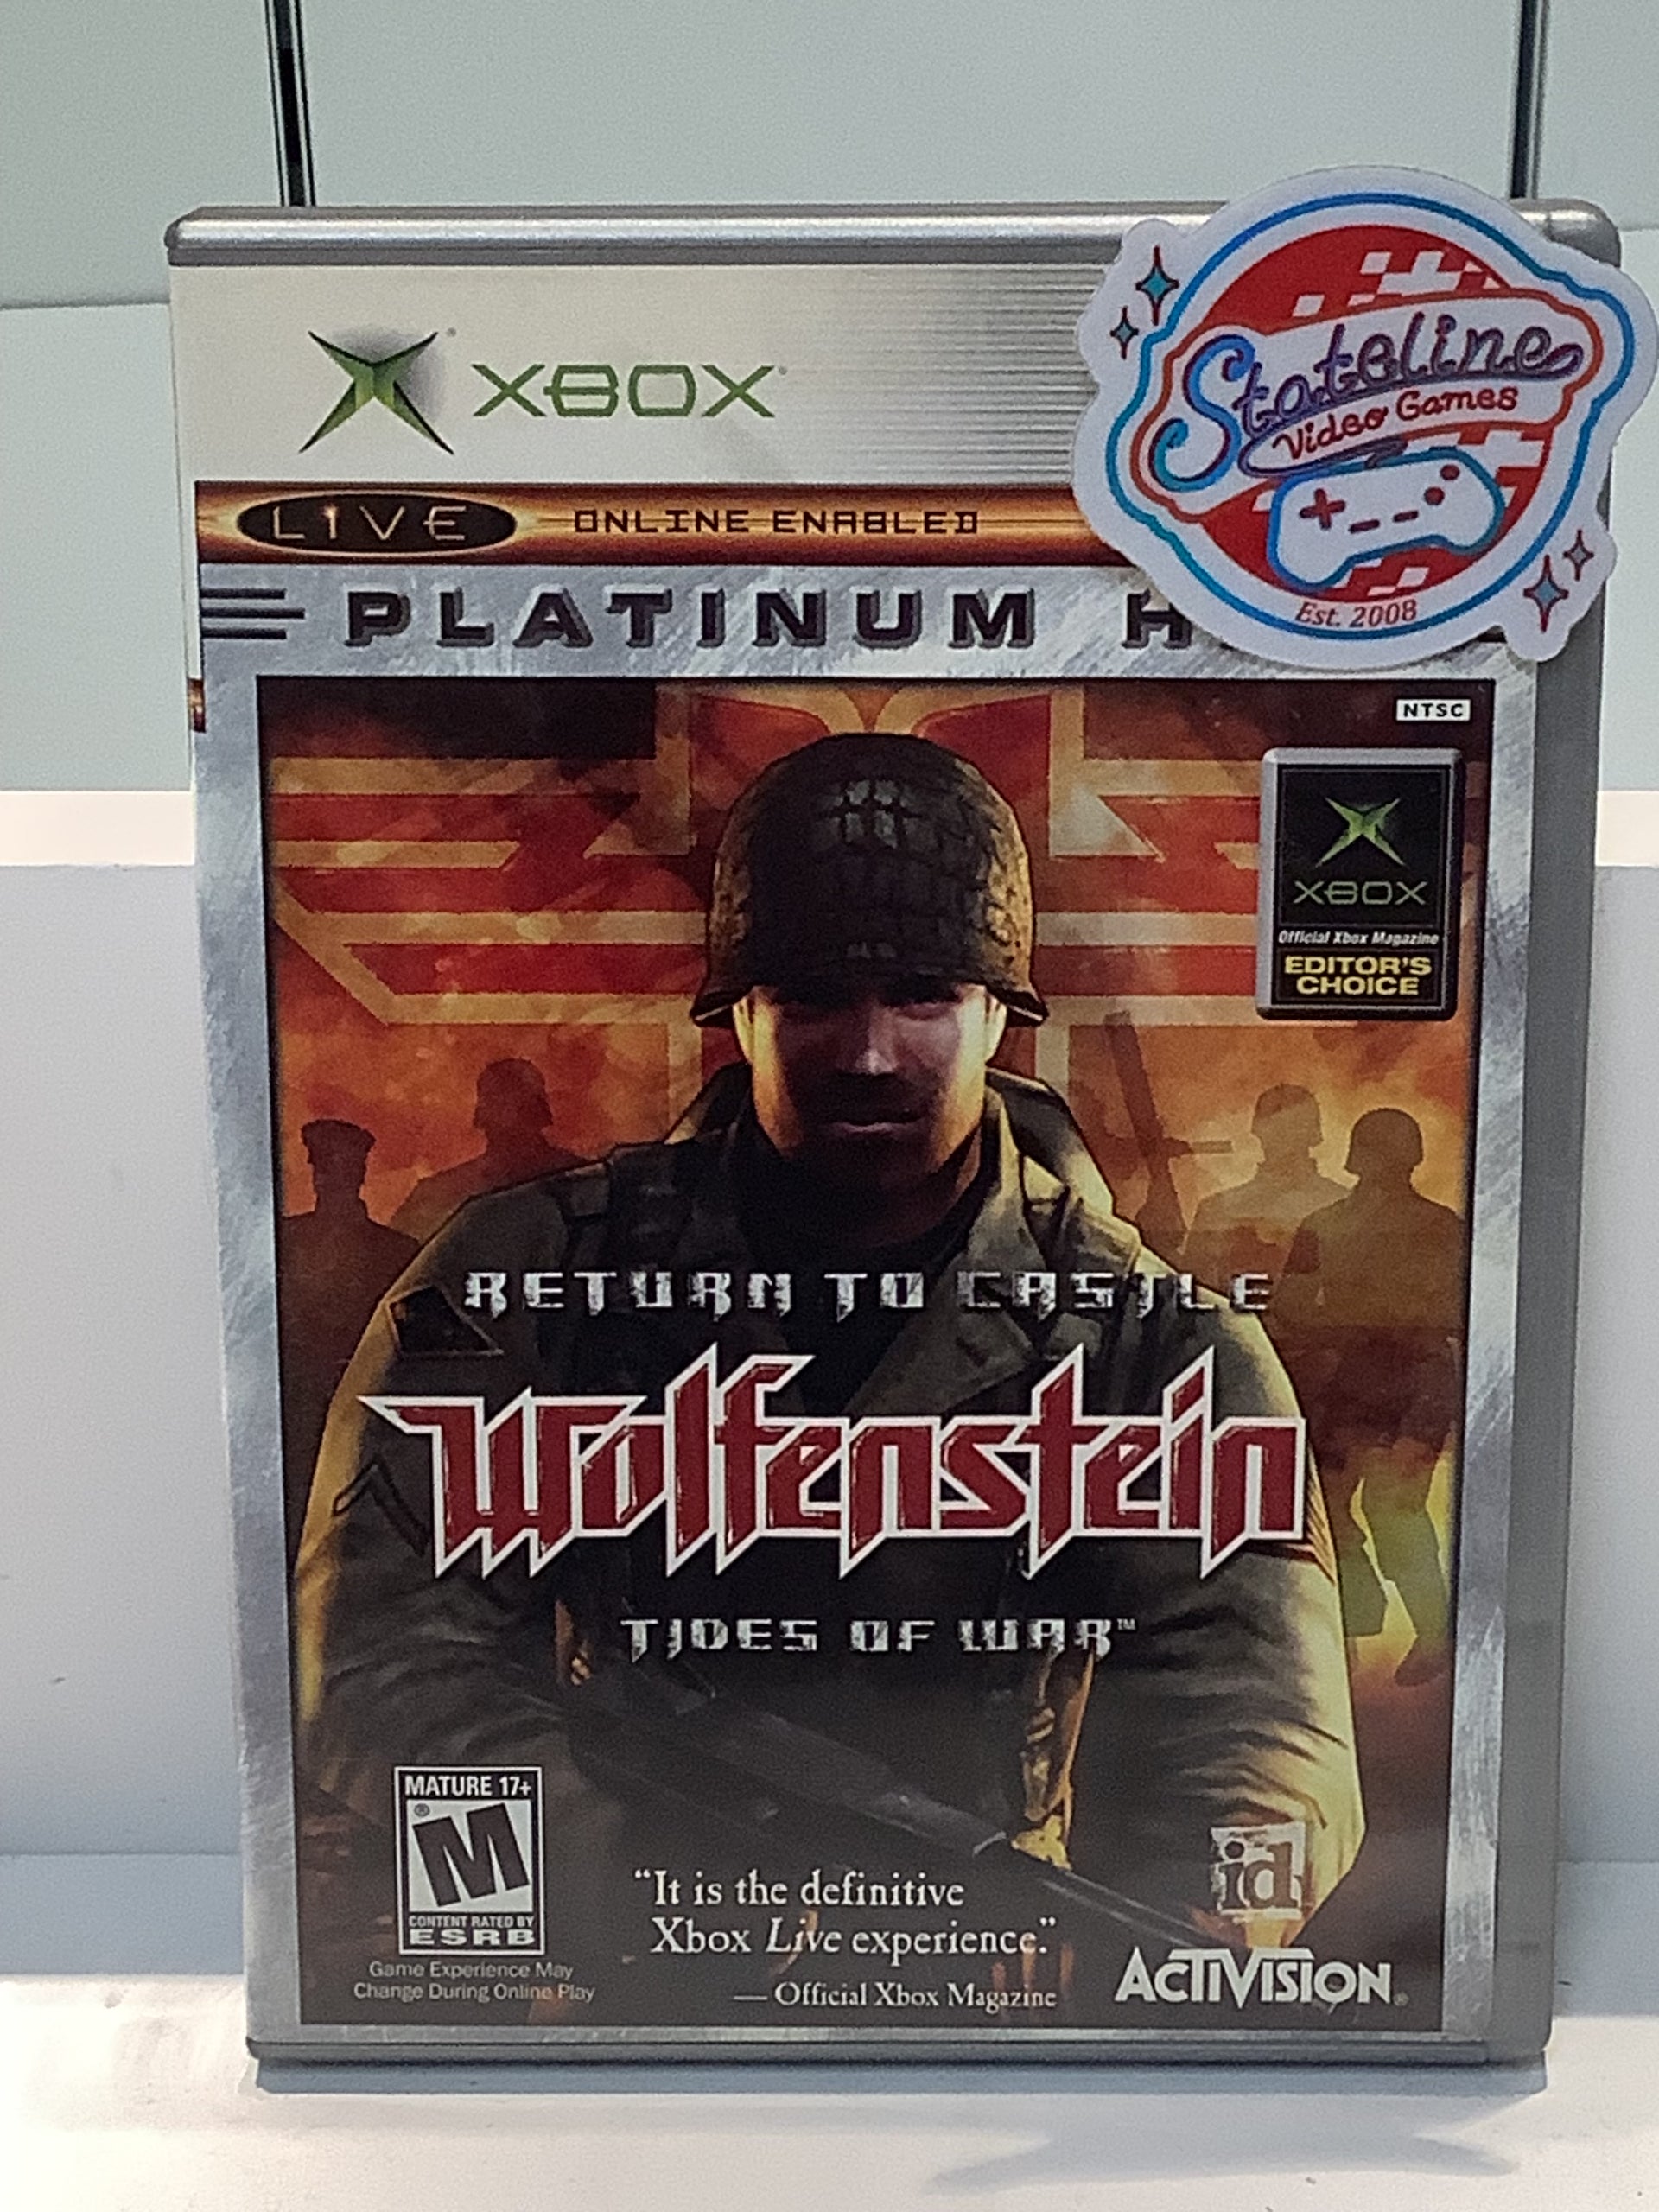 XBOX
Stateline
Video Games
Est. 2008
LIVE ONLINE ENABLED
PLATINUM H
NTSC
XBOX
Official Xbox Magazine
EDITOR'S
CHOICE
RETURN TO CASTLE
Wolfenstein
TIDES OF WAR™
MATURE 17+
M®
CONTENT RATED BY
ESRB
Game Experience May
Change During Online Play
“It is the definitive
Xbox Live experience.”
— Official Xbox Magazine
id
ACTIVISION®